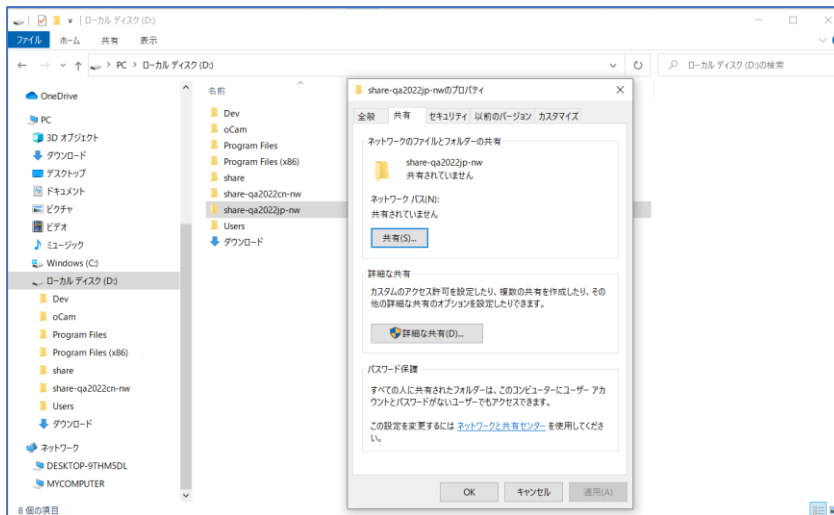 ローカル ディスク (D:)
ファイル ホーム 共有 表示
PC › ローカル ディスク (D:)
ローカル ディスク (D:)の検索
OneDrive
PC
3D オブジェクト
ダウンロード
デスクトップ
ドキュメント
ピクチャ
ビデオ
ミュージック
Windows (C:)
ローカル ディスク (D:)
Dev
oCam
Program Files
Program Files (x86)
share
share-qa2022cn-nw
Users
ダウンロード
ネットワーク
DESKTOP-9THM5DL
MYCOMPUTER
8 個の項目
名前
Dev
oCam
Program Files
Program Files (x86)
share
share-qa2022cn-nw
share-qa2022jp-nw
Users
ダウンロード
share-qa2022jp-nwのプロパティ
全般 共有 セキュリティ 以前のバージョン カスタマイズ
ネットワークのファイルとフォルダーの共有
share-qa2022jp-nw
共有されていません
ネットワーク パス(N):
共有されていません
共有(S)...
詳細な共有
カスタムのアクセス許可を設定したり、複数の共有を作成したり、その
他の詳細な共有のオプションを設定したりできます。
詳細な共有(D)...
パスワード保護
すべての人に共有されたフォルダーは、このコンピューターにユーザー アカ
ウントとパスワードがないユーザーでもアクセスできます。
この設定を変更するには ネットワークと共有センター を使用してくださ
い。
OK キャンセル 適用(A)